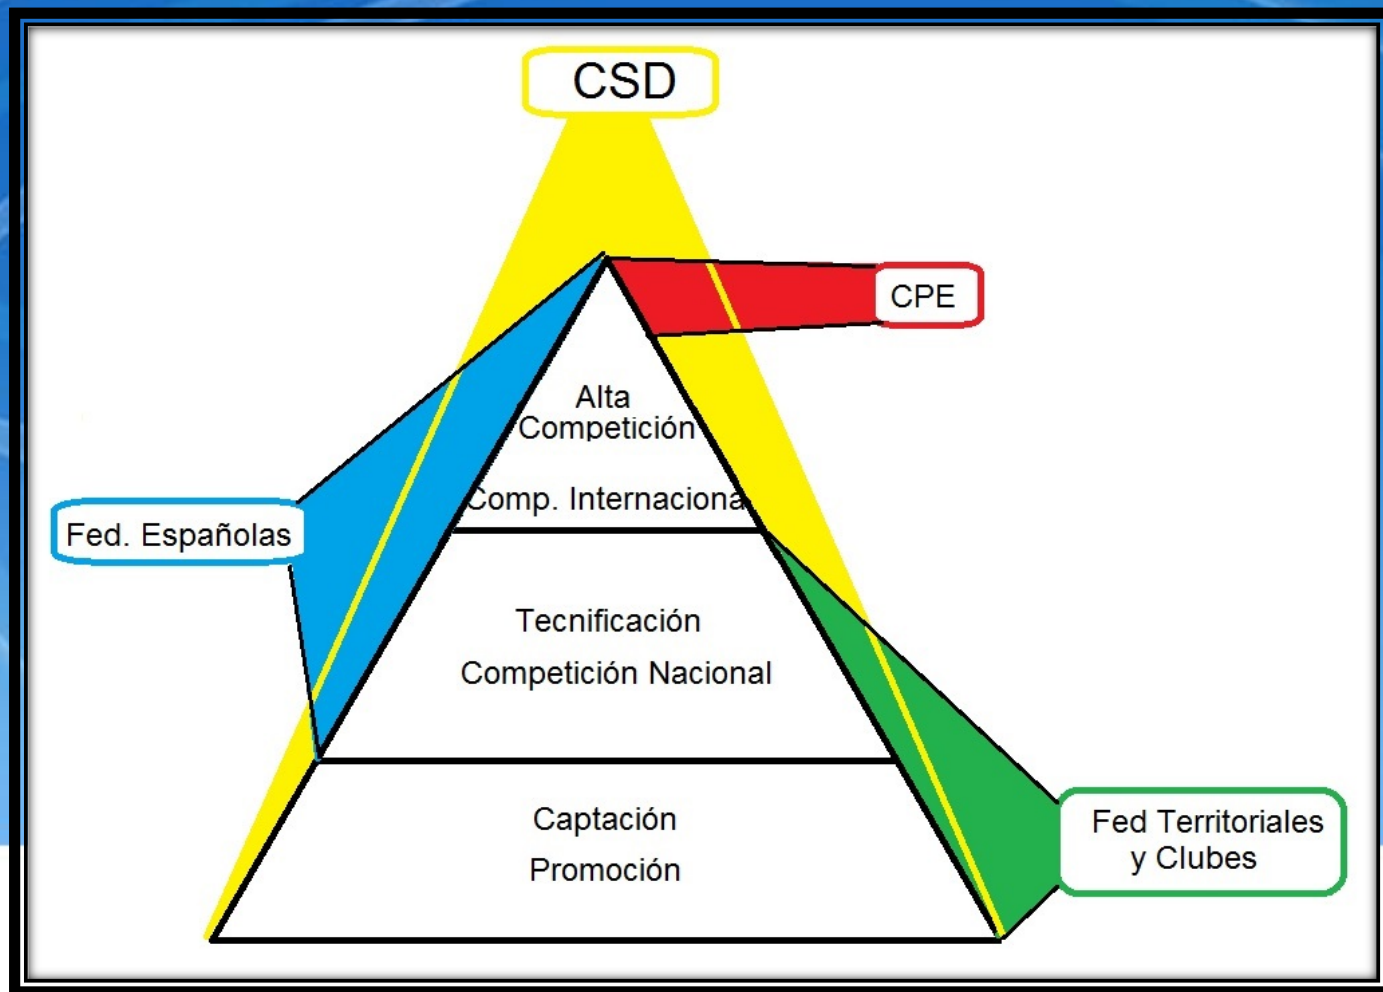 CSD
CPE
Alta
Competición
Comp. Internaciona
Fed. Españolas
Tecnificación
Competición Nacional
Captación
Promoción
Fed Territoriales
y Clubes